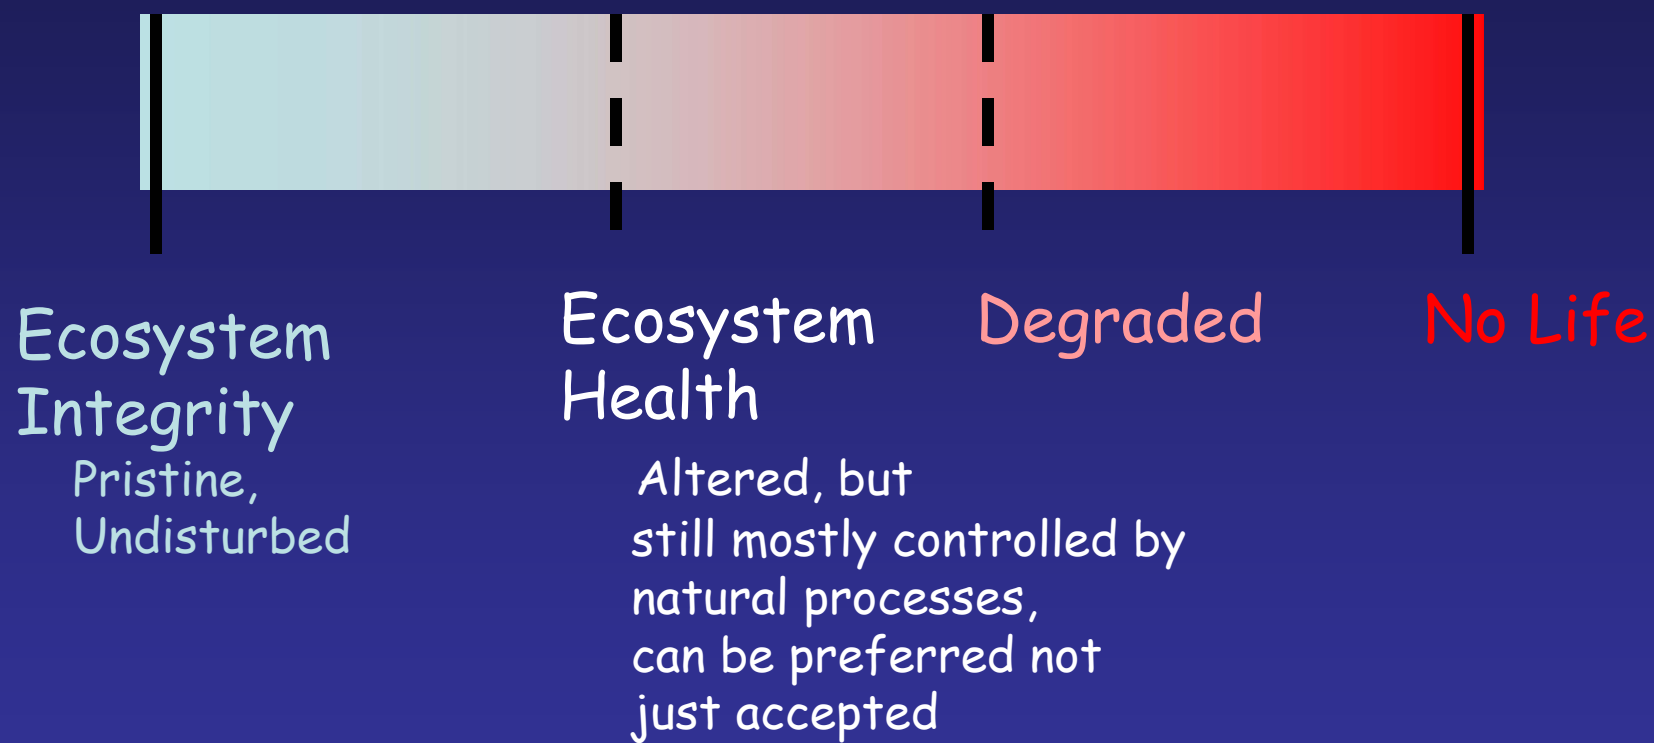 Ecosystem
Integrity
Pristine,
Undisturbed
Ecosystem
Health
Altered, but
still mostly controlled by
natural processes,
can be preferred not
just accepted
Degraded
No Life